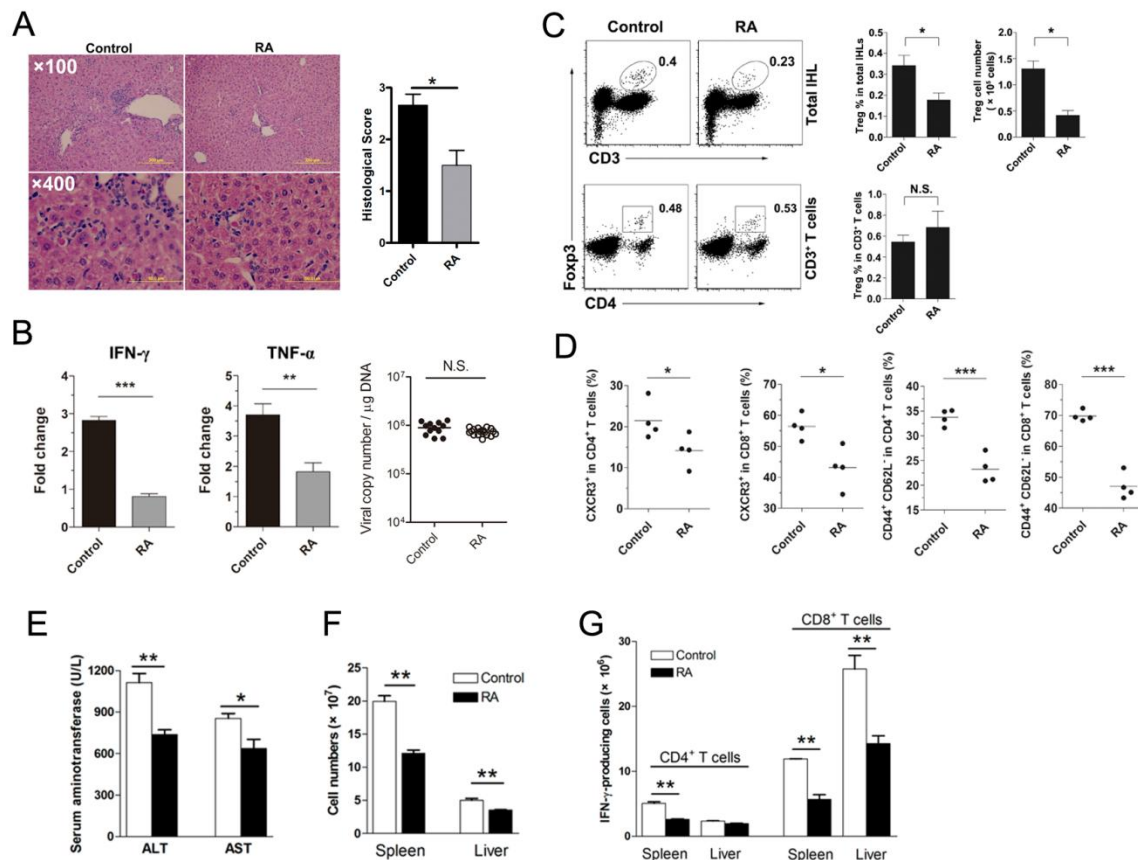 A
Control
RA
×100
×400
Histological Score
3
2
1
0
*
Control
RA
B
IFN-γ
Fold change
4
3
2
1
0
***
Control
RA
TNF-α
Fold change
5
4
3
2
1
0
**
Control
RA
Viral copy number / µg DNA
10⁷
10⁶
10⁵
10⁴
N.S.
Control
RA
C
Control
RA
0.4
0.23
Total IHL
CD3
0.48
0.53
CD3⁺ T cells
Foxp3
CD4
Treg % in total IHLs
0.5
0.4
0.3
0.2
0.1
0.0
*
Control
RA
Treg cell number
(× 10⁵ cells)
2.0
1.5
1.0
0.5
0.0
*
Control
RA
Treg % in CD3⁺ T cells
1.0
0.8
0.6
0.4
0.2
0.0
N.S.
Control
RA
D
CXCR3⁺ in CD4⁺ T cells (%)
40
30
20
10
0
*
Control
RA
CXCR3⁺ in CD8⁺ T cells (%)
70
60
50
40
30
*
Control
RA
CD44⁺ CD62L⁻ in CD4⁺ T cells (%)
40
35
30
25
20
15
***
Control
RA
CD44⁺ CD62L⁻ in CD8⁺ T cells (%)
80
70
60
50
40
***
Control
RA
E
Serum aminotransferase (U/L)
1200
900
600
300
0
**
*
ALT
AST
F
Cell numbers (× 10⁷)
25
20
15
10
5
0
Control
RA
**
**
Spleen
Liver
G
IFN-γ-producing cells (× 10⁶)
30
20
10
0
Control
RA
CD4⁺ T cells
**
CD8⁺ T cells
**
**
Spleen
Liver
Spleen
Liver